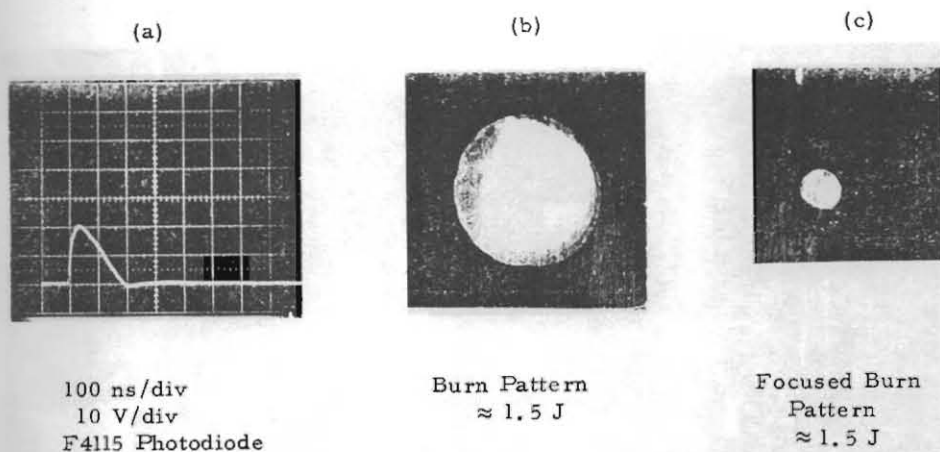 (a)
(b)
(c)
100 ns/div
10 V/div
F4115 Photodiode
Burn Pattern
≈ 1.5 J
Focused Burn
Pattern
≈ 1.5 J